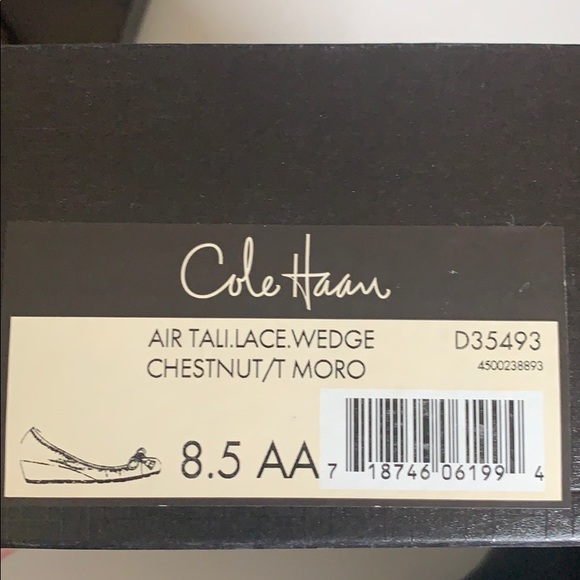 Cole Haan
AIR TALI.LACE.WEDGE D35493
CHESTNUT/T MORO 4500238893
8.5 AA
7 18746 06199 4